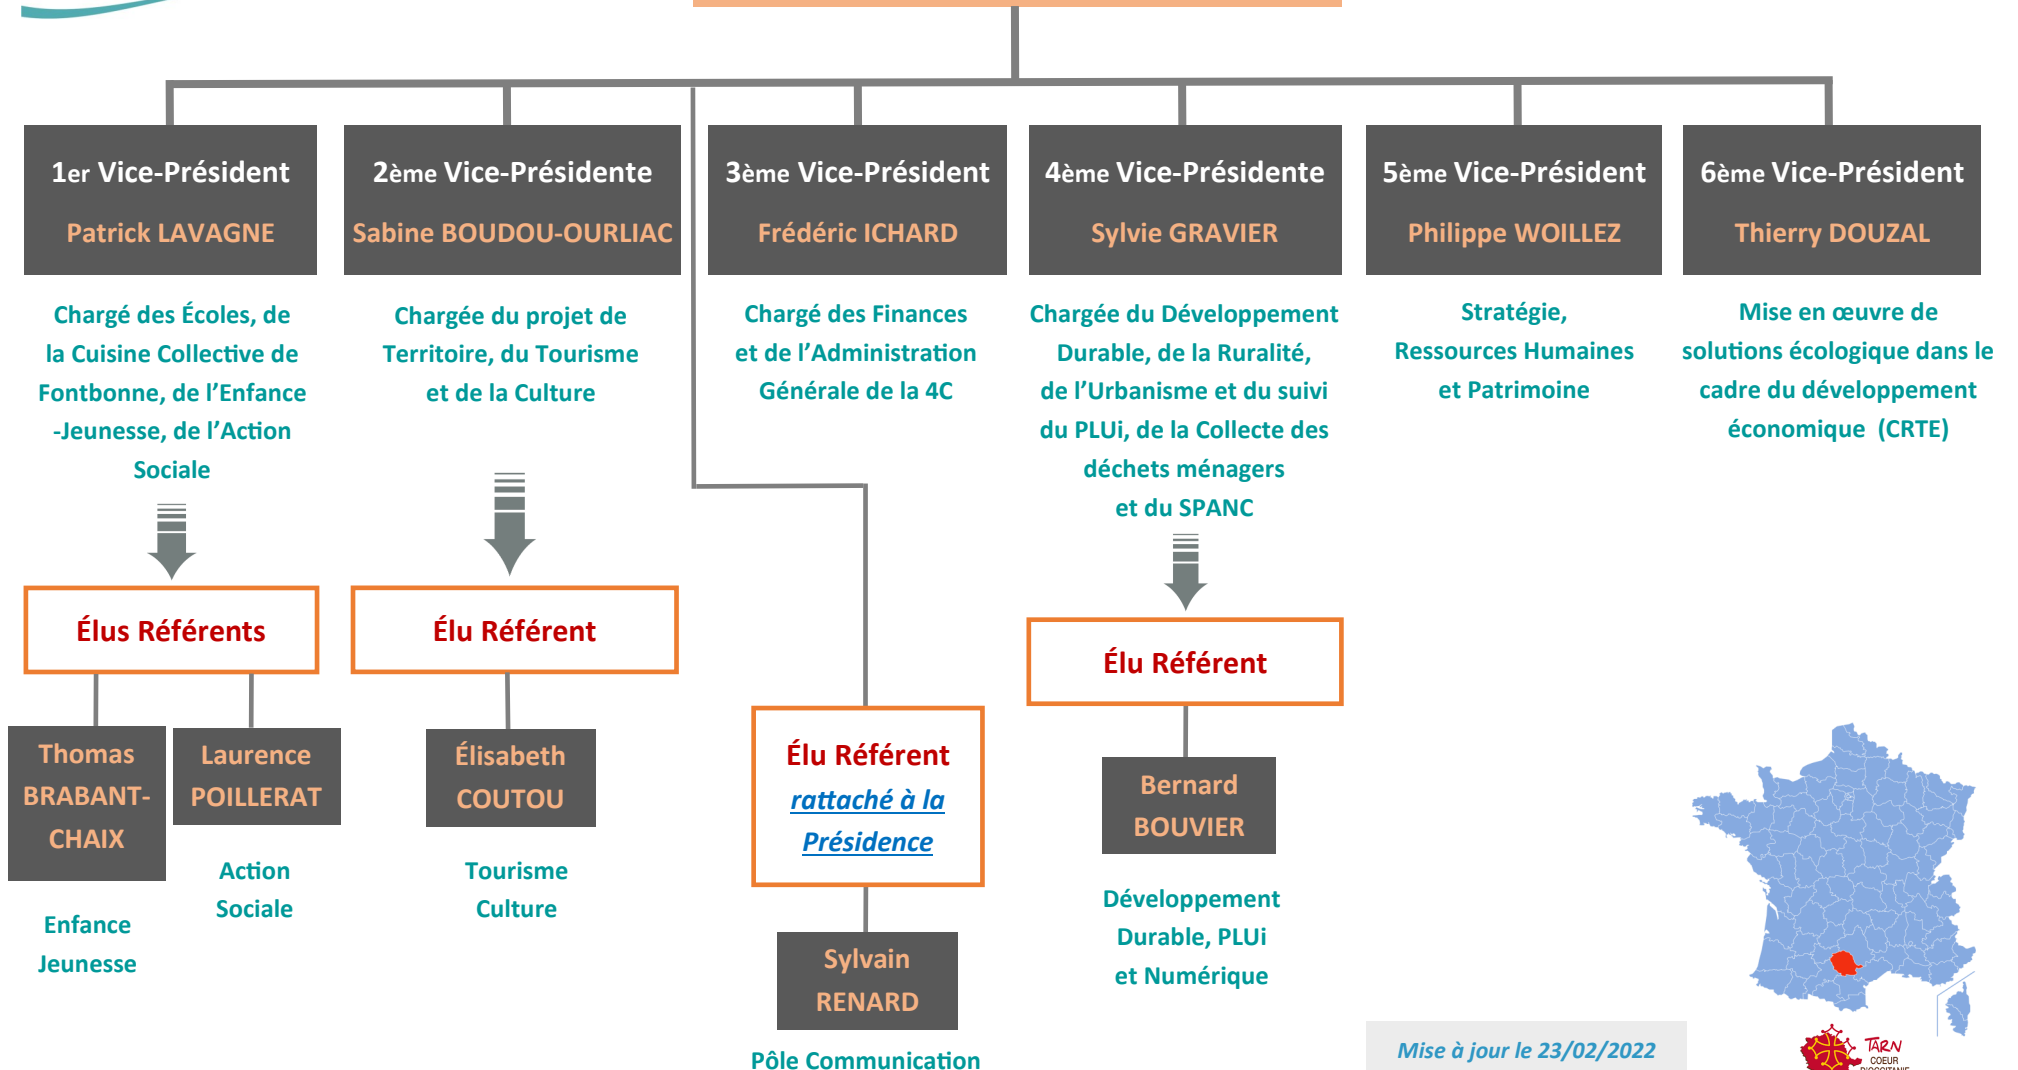 1er Vice-Président
Patrick LAVAGNE
Chargé des Écoles, de
la Cuisine Collective de
Fontbonne, de l'Enfance
-Jeunesse, de l'Action
Sociale
Élus Référents
Thomas
BRABANT-
CHAIX
Enfance
Jeunesse
Laurence
POILLERAT
Action
Sociale
2ème Vice-Présidente
Sabine BOUDOU-OURLIAC
Chargée du projet de
Territoire, du Tourisme
et de la Culture
Élu Référent
Élisabeth
COUTOU
Tourisme
Culture
3ème Vice-Président
Frédéric ICHARD
Chargé des Finances
et de l'Administration
Générale de la 4C
Élu Référent
rattaché à la
Présidence
Sylvain
RENARD
Pôle Communication
4ème Vice-Présidente
Sylvie GRAVIER
Chargée du Développement
Durable, de la Ruralité,
de l'Urbanisme et du suivi
du PLUi, de la Collecte des
déchets ménagers
et du SPANC
Élu Référent
Bernard
BOUVIER
Développement
Durable, PLUi
et Numérique
5ème Vice-Président
Philippe WOILLEZ
Stratégie,
Ressources Humaines
et Patrimoine
6ème Vice-Président
Thierry DOUZAL
Mise en œuvre de
solutions écologique dans le
cadre du développement
économique (CRTE)
Mise à jour le 23/02/2022
TARN
COEUR
D'OCCITANIE